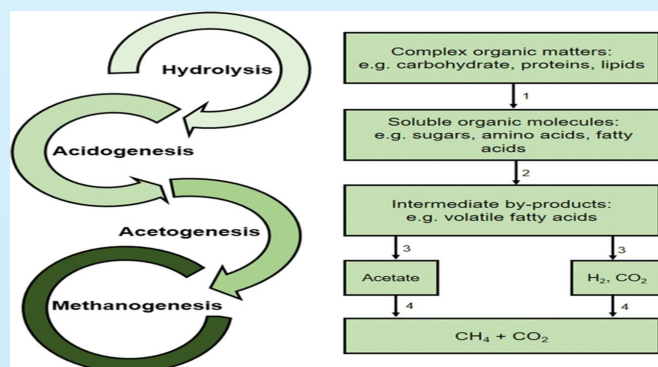 Hydrolysis
Acidogenesis
Acetogenesis
Methanogenesis
Complex organic matters:
e.g. carbohydrate, proteins, lipids
1
Soluble organic molecules:
e.g. sugars, amino acids, fatty
acids
2
Intermediate by-products:
e.g. volatile fatty acids
3 3
Acetate H₂, CO₂
4 4
CH₄ + CO₂